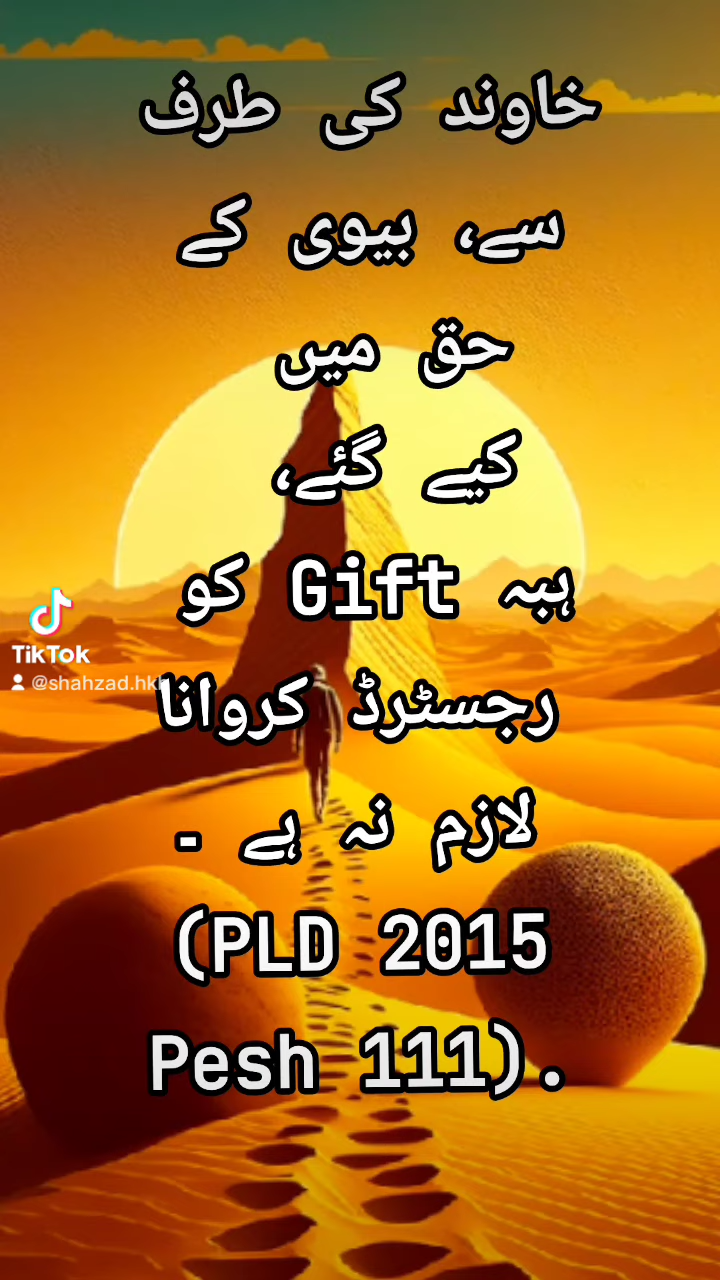 خاوند کی طرف
سے، بیوی کے
حق میں
کیے گئے،
ہبہ Gift کو
رجسٹرڈ کروانا
لازم نہ ہے ۔
(PLD 2015
Pesh 111).
TikTok